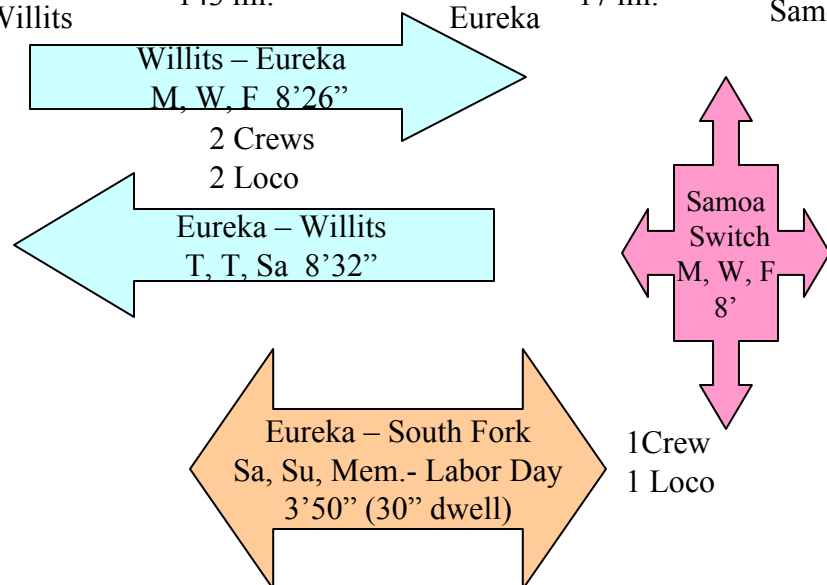 Willits
Eureka
Willits – Eureka
M, W, F 8’26”
2 Crews
2 Loco
Eureka – Willits
T, T, Sa 8’32”
Samoa
Switch
M, W, F
8’
Eureka – South Fork
Sa, Su, Mem.- Labor Day
3’50” (30” dwell)
1Crew
1 Loco